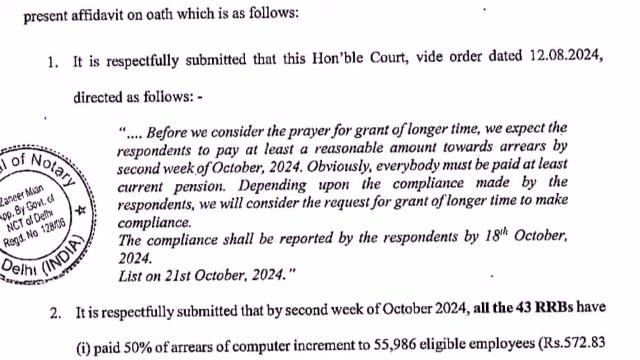 present affidavit on oath which is as follows:
1. It is respectfully submitted that this Hon'ble Court, vide order dated 12.08.2024,
directed as follows: -
".... Before we consider the prayer for grant of longer time, we expect the
respondents to pay at least a reasonable amount towards arrears by
second week of October, 2024. Obviously, everybody must be paid at least
current pension. Depending upon the compliance made by the
respondents, we will consider the request for grant of longer time to make
compliance.
The compliance shall be reported by the respondents by 18th October,
2024.
List on 21st October, 2024."
of Notary
Mian
App. By Govt. of
NCT of Delhi
Regd. No 128/06
Delhi (INDIA)
2. It is respectfully submitted that by second week of October 2024, all the 43 RRBs have
(i) paid 50% of arrears of computer increment to 55,986 eligible employees (Rs.572.83